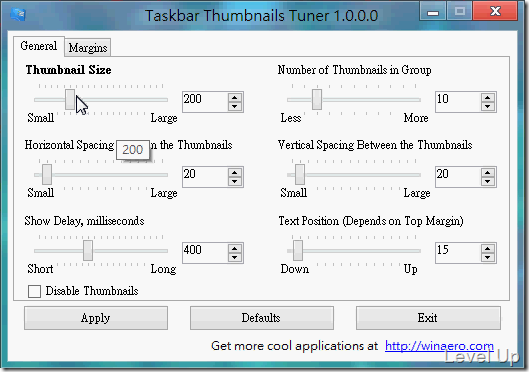 Taskbar Thumbnails Tuner 1.0.0.0
General
Margins
Thumbnail Size
200
Small
Large
Number of Thumbnails in Group
10
Less
More
Horizontal Spacing
n the Thumbnails
200
20
Small
Large
Vertical Spacing Between the Thumbnails
20
Small
Large
Show Delay, milliseconds
400
Short
Long
Text Position (Depends on Top Margin)
15
Down
Up
Disable Thumbnails
Apply
Defaults
Exit
Get more cool applications at http://winaero.com
Level Up